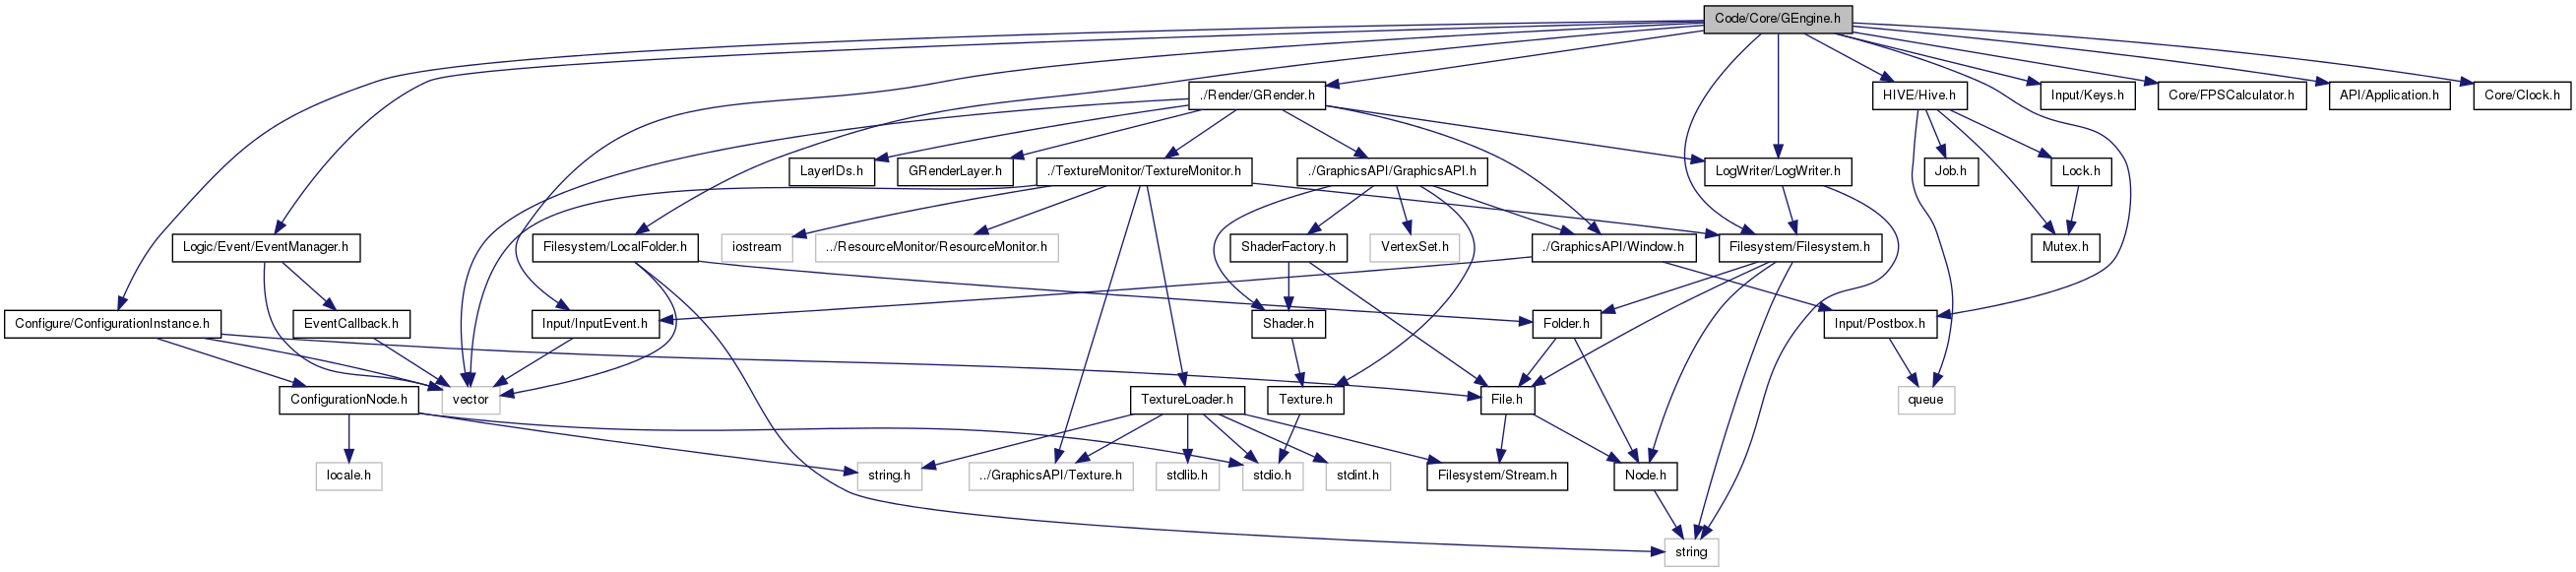 Code/Core/GEngine.h
./Render/GRender.h
HIVE/Hive.h
Input/Keys.h
Core/FPSCalculator.h
API/Application.h
Core/Clock.h
LayerIDs.h
GRenderLayer.h
./TextureMonitor/TextureMonitor.h
./GraphicsAPI/GraphicsAPI.h
LogWriter/LogWriter.h
Job.h
Lock.h
Logic/Event/EventManager.h
Filesystem/LocalFolder.h
iostream
../ResourceMonitor/ResourceMonitor.h
ShaderFactory.h
VertexSet.h
./GraphicsAPI/Window.h
Filesystem/Filesystem.h
Mutex.h
Configure/ConfigurationInstance.h
EventCallback.h
Input/InputEvent.h
Shader.h
Folder.h
Input/Postbox.h
ConfigurationNode.h
vector
TextureLoader.h
Texture.h
File.h
queue
locale.h
string.h
../GraphicsAPI/Texture.h
stdlib.h
stdio.h
stdint.h
Filesystem/Stream.h
Node.h
string